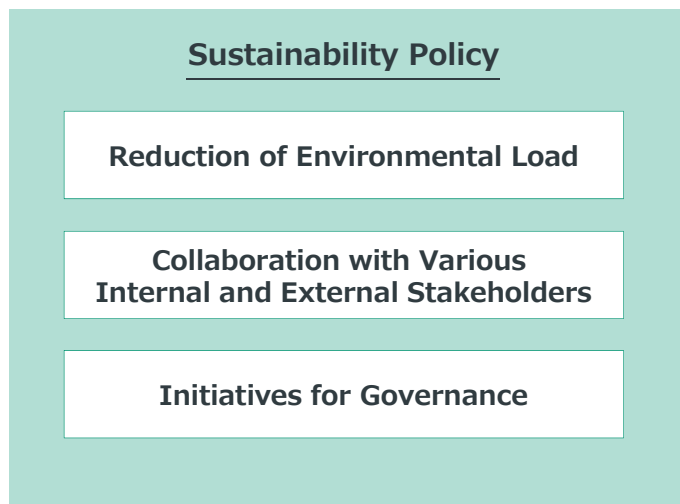 Sustainability Policy
Reduction of Environmental Load
Collaboration with Various
Internal and External Stakeholders
Initiatives for Governance